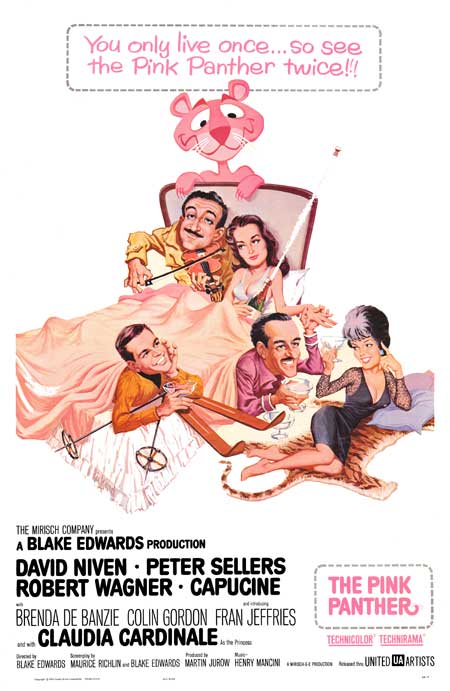 You only live once...so see
the Pink Panther twice!!!
THE MIRISCH COMPANY presents
A BLAKE EDWARDS PRODUCTION
DAVID NIVEN · PETER SELLERS
ROBERT WAGNER · CAPUCINE
with and introducing
BRENDA DE BANZIE COLIN GORDON FRAN JEFFRIES
and with CLAUDIA CARDINALE As the Princess
Directed by BLAKE EDWARDS
Screenplay by MAURICE RICHLIN and BLAKE EDWARDS
Produced by MARTIN JUROW
Music- HENRY MANCINI
A MIRISCH-G-E PRODUCTION
Released thru UNITED UA ARTISTS
THE PINK
PANTHER
TECHNICOLOR® TECHNIRAMA®